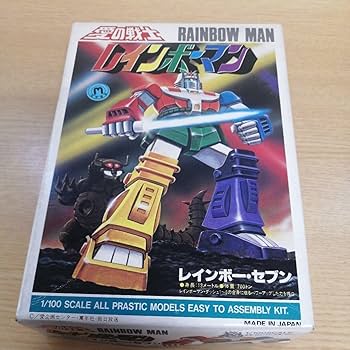 愛の戦士
RAINBOW MAN
レインボーマン
M
レインボー・セブン
1/100 SCALE ALL PRASTIC MODELS EASY TO ASSEMBLY KIT.
MADE IN JAPAN
RAINBOW MAN